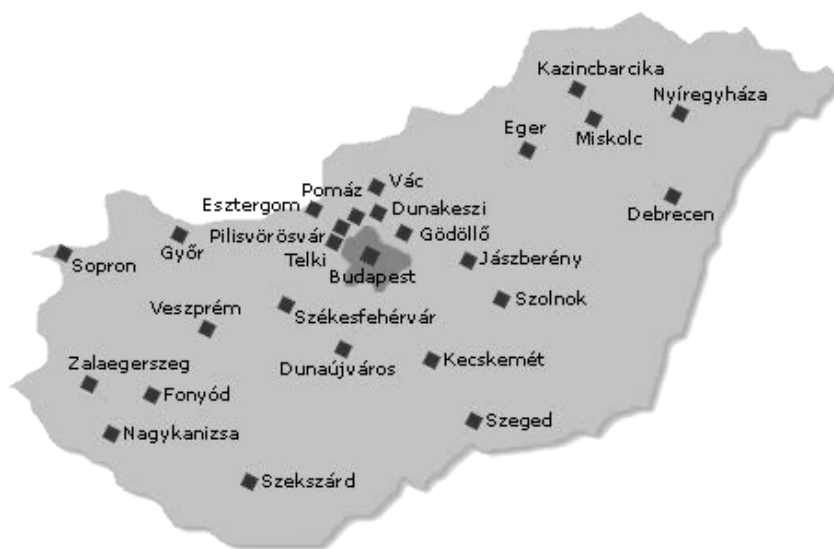 Kazincbarcika
Nyíregyháza
Eger
Miskolc
Vác
Pomáz
Esztergom
Dunakeszi
Debrecen
Pilisvörösvár
Gödöllő
Győr
Telki
Jászberény
Sopron
Budapest
Veszprém
Székesfehérvár
Szolnok
Zalaegerszeg
Dunaújváros
Kecskemét
Fonyód
Szeged
Nagykanizsa
Szekszárd